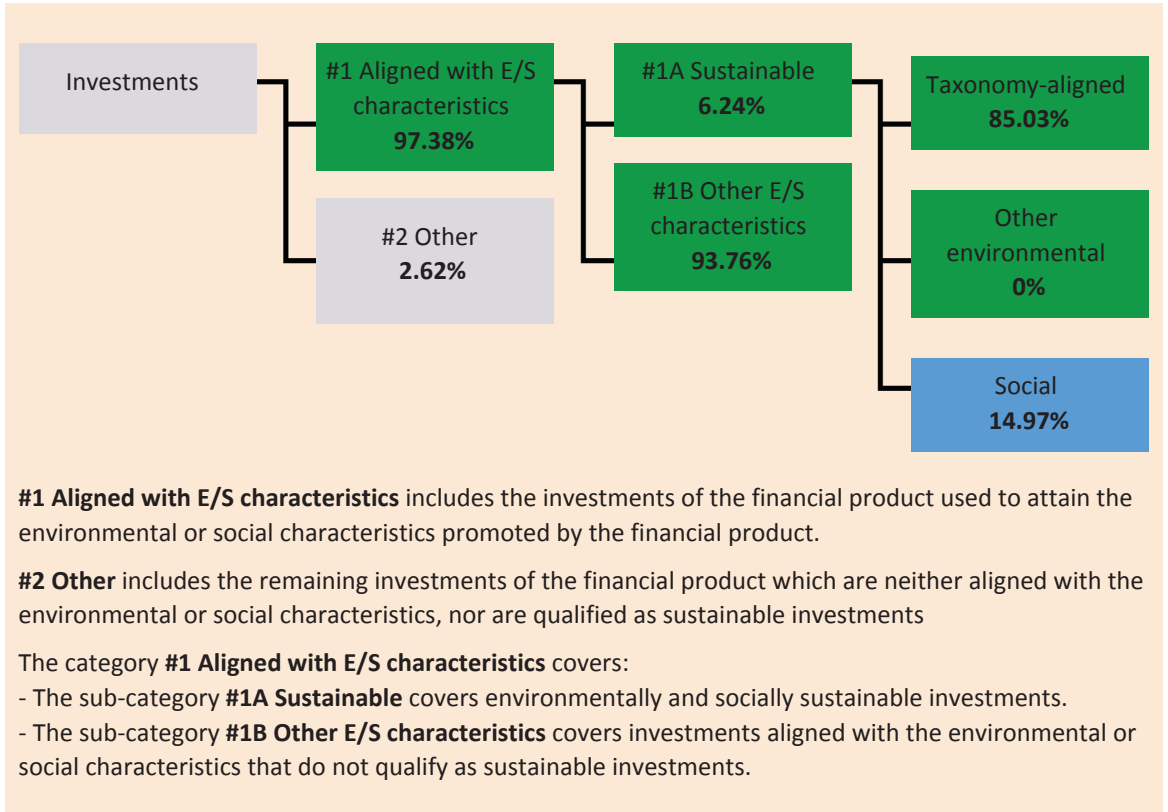 Investments
#1 Aligned with E/S
characteristics
97.38%
#2 Other
2.62%
#1A Sustainable
6.24%
#1B Other E/S
characteristics
93.76%
Taxonomy-aligned
85.03%
Other
environmental
0%
Social
14.97%
#1 Aligned with E/S characteristics includes the investments of the financial product used to attain the
environmental or social characteristics promoted by the financial product.
#2 Other includes the remaining investments of the financial product which are neither aligned with the
environmental or social characteristics, nor are qualified as sustainable investments
The category #1 Aligned with E/S characteristics covers:
- The sub-category #1A Sustainable covers environmentally and socially sustainable investments.
- The sub-category #1B Other E/S characteristics covers investments aligned with the environmental or
social characteristics that do not qualify as sustainable investments.